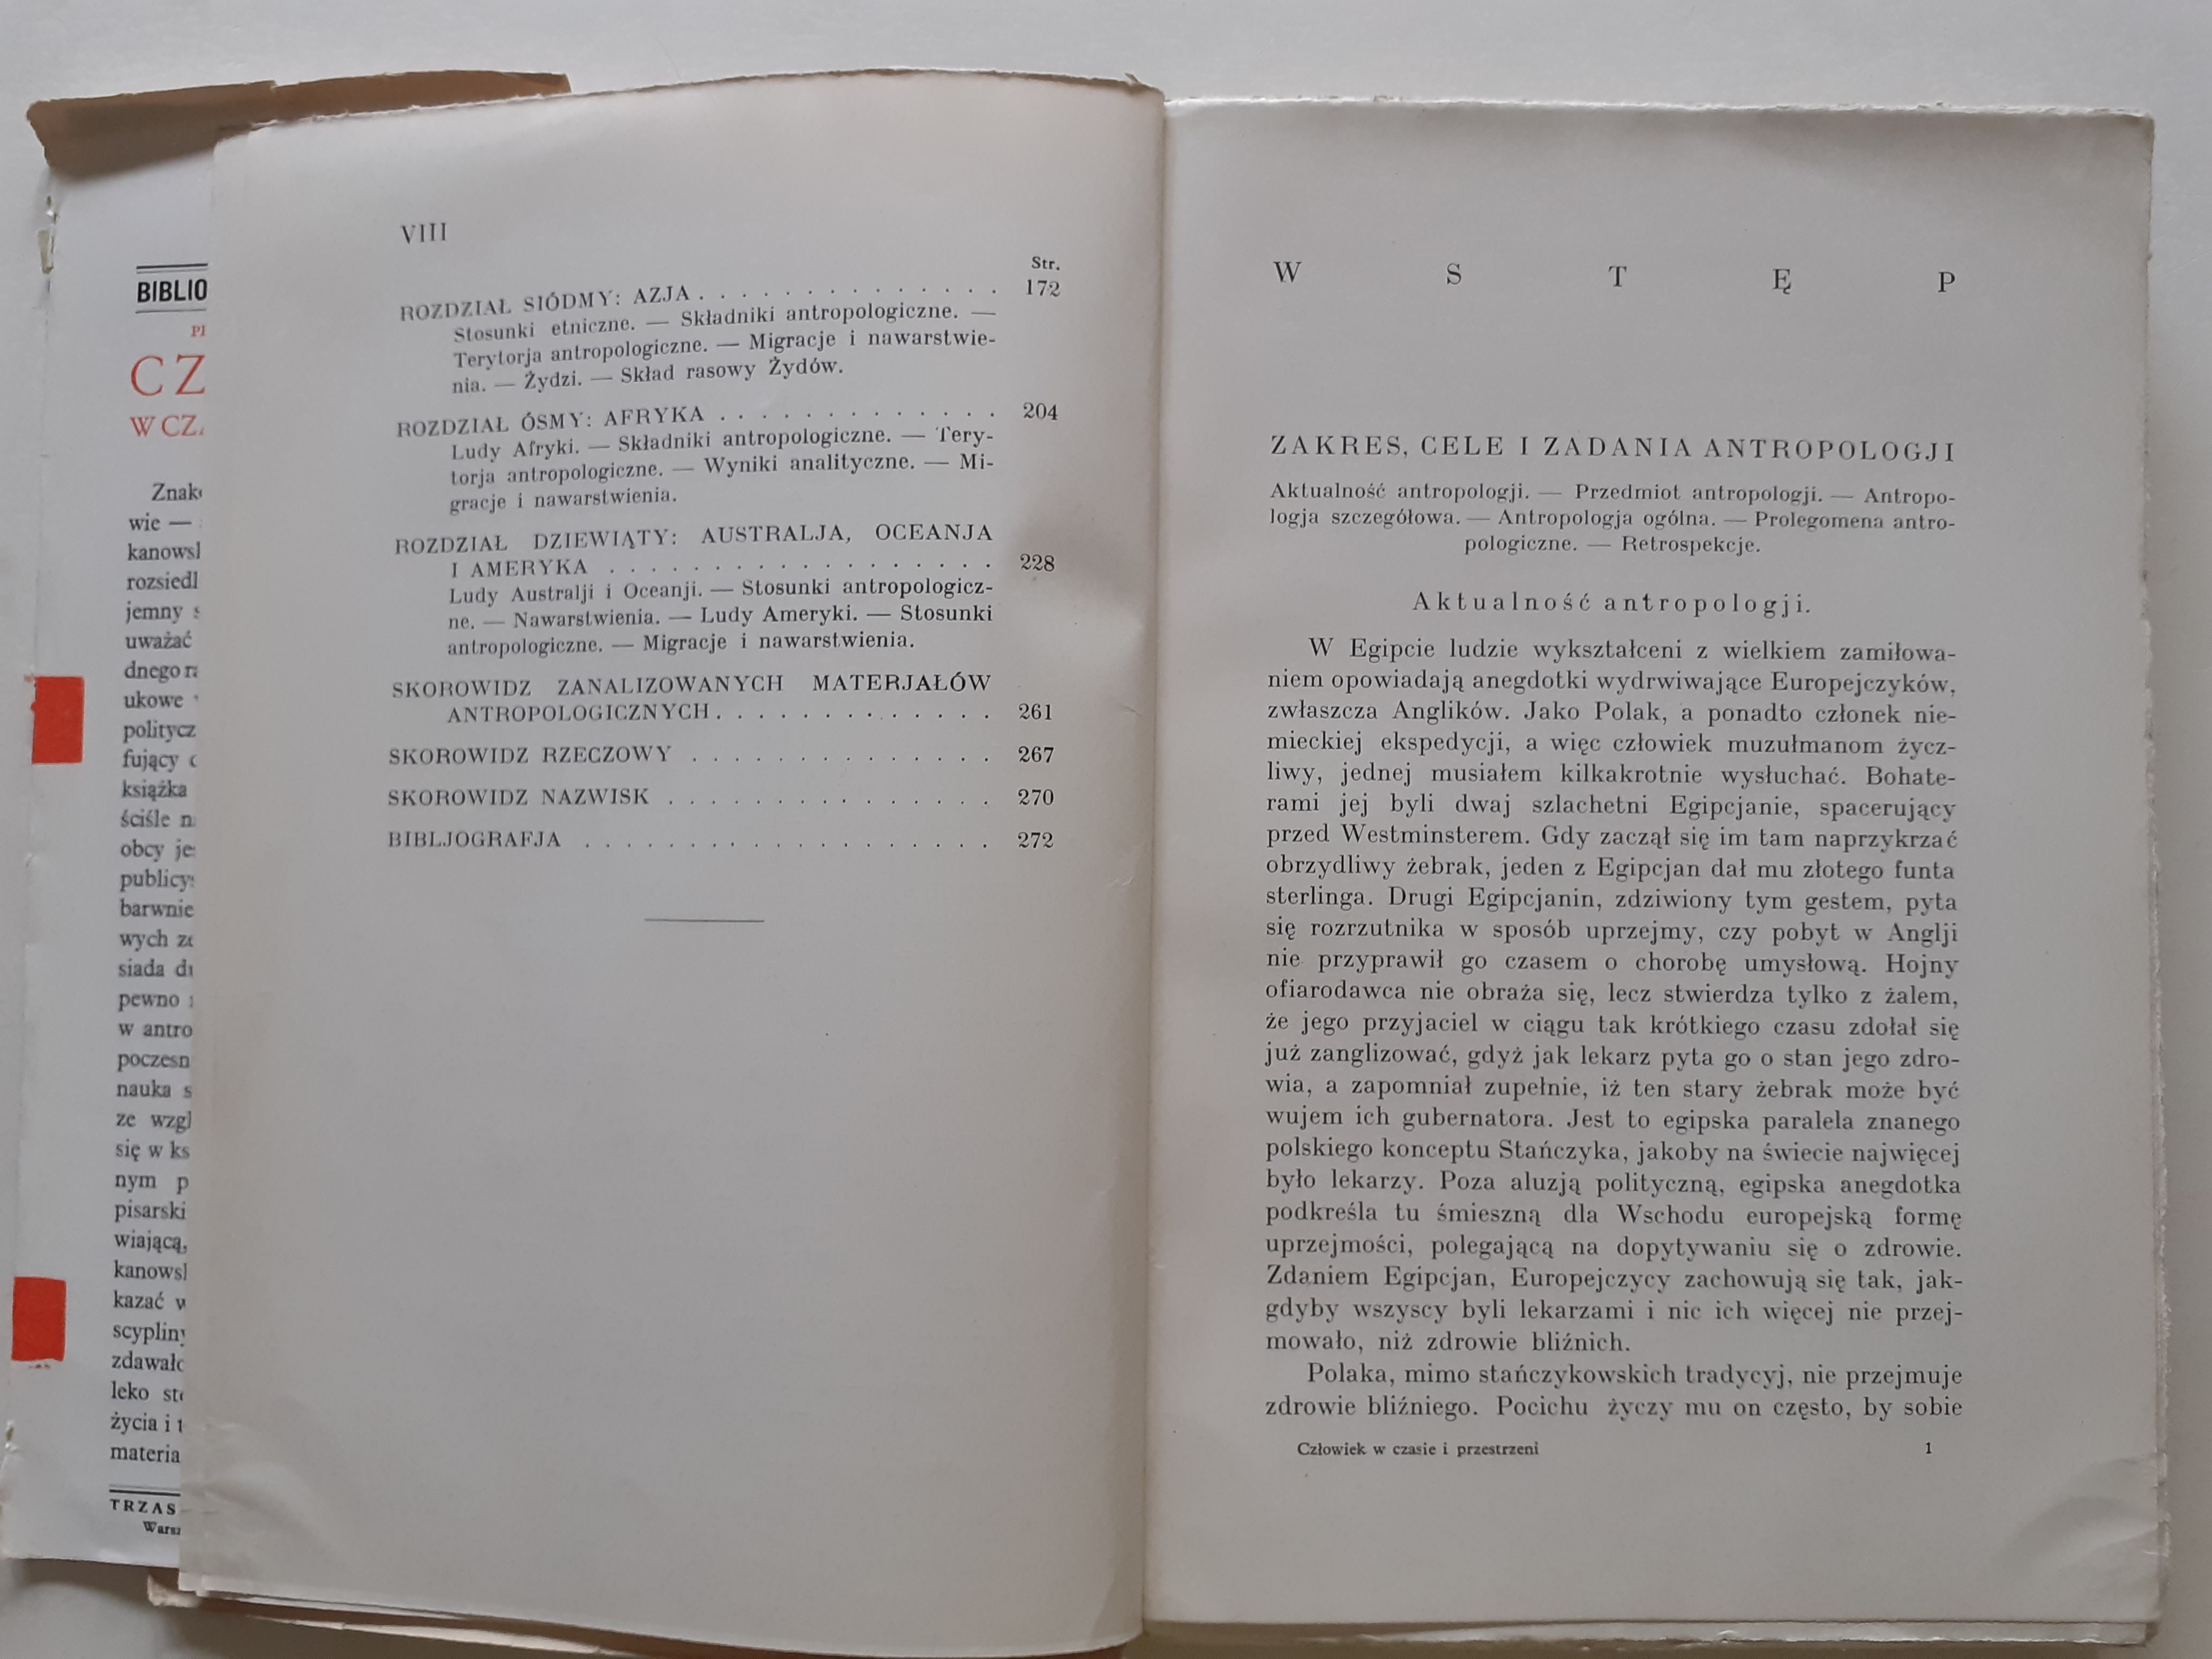 BIBLIO
W CZA
wie —
kanowsl
rozsiedl
jemny
uważać
dnego
ukowe
politycz
fujący
książka
ściśle
obcy
barwnie
wych
siada
pewno
w antro
poczesn
nauka s
ze wzgl
się w ks
nym p
pisarski
wiającą,
kanowsl
kazać
życia i
materia
TRZAS
VIII
Str.
ROZDZIAŁ SIÓDMY: AZJA . . . . . . . . . . . . . . 172
Stosunki etniczne. — Składniki antropologiczne. —
Terytorja antropologiczne. — Migracje i nawarstwie-
nia. — Żydzi. — Skład rasowy Żydów.
ROZDZIAŁ ÓSMY: AFRYKA . . . . . . . . . . . . . 204
Ludy Afryki. — Składniki antropologiczne. — Tery-
torja antropologiczne. — Wyniki analityczne. — Mi-
gracje i nawarstwienia.
ROZDZIAŁ DZIEWIĄTY: AUSTRALJA, OCEANJA
I AMERYKA . . . . . . . . . . . . . . . . . . 228
Ludy Australji i Oceanji. — Stosunki antropologicz-
ne. — Nawarstwienia. — Ludy Ameryki. — Stosunki
antropologiczne. — Migracje i nawarstwienia.
SKOROWIDZ ZANALIZOWANYCH MATERJAŁÓW
ANTROPOLOGICZNYCH . . . . . . . . . . . . . 261
SKOROWIDZ RZECZOWY . . . . . . . . . . . . . . 267
SKOROWIDZ NAZWISK . . . . . . . . . . . . . . . 270
BIBLJOGRAFJA . . . . . . . . . . . . . . . . . . . 272
W S T Ę P
ZAKRES, CELE I ZADANIA ANTROPOLOGJI
Aktualność antropologji. — Przedmiot antropologji. — Antropo-
logja szczegółowa. — Antropologja ogólna. — Prolegomena antro-
pologiczne. — Retrospekcje.
Aktualność antropologji.
W Egipcie ludzie wykształceni z wielkiem zamiłowa-
niem opowiadają anegdotki wydrwiwające Europejczyków,
zwłaszcza Anglików. Jako Polak, a ponadto członek nie-
mieckiej ekspedycji, a więc człowiek muzułmanom życz-
liwy, jednej musiałem kilkakrotnie wysłuchać. Bohate-
rami jej byli dwaj szlachetni Egipcjanie, spacerujący
przed Westminsterem. Gdy zaczął się im tam naprzykrzać
obrzydliwy żebrak, jeden z Egipcjan dał mu złotego funta
sterlinga. Drugi Egipcjanin, zdziwiony tym gestem, pyta
się rozrzutnika w sposób uprzejmy, czy pobyt w Anglji
nie przyprawił go czasem o chorobę umysłową. Hojny
ofiarodawca nie obraża się, lecz stwierdza tylko z żalem,
że jego przyjaciel w ciągu tak krótkiego czasu zdołał się
już zanglizować, gdyż jak lekarz pyta go o stan jego zdro-
wia, a zapomniał zupełnie, iż ten stary żebrak może być
wujem ich gubernatora. Jest to egipska paralela znanego
polskiego konceptu Stańczyka, jakoby na świecie najwięcej
było lekarzy. Poza aluzją polityczną, egipska anegdotka
podkreśla tu śmieszną dla Wschodu europejską formę
uprzejmości, polegającą na dopytywaniu się o zdrowie.
Zdaniem Egipcjan, Europejczycy zachowują się tak, jak-
gdyby wszyscy byli lekarzami i nic ich więcej nie przej-
mowało, niż zdrowie bliźnich.
Polaka, mimo stańczykowskich tradycyj, nie przejmuje
zdrowie bliźniego. Pocichu życzy mu on często, by sobie
Człowiek w czasie i przestrzeni 1